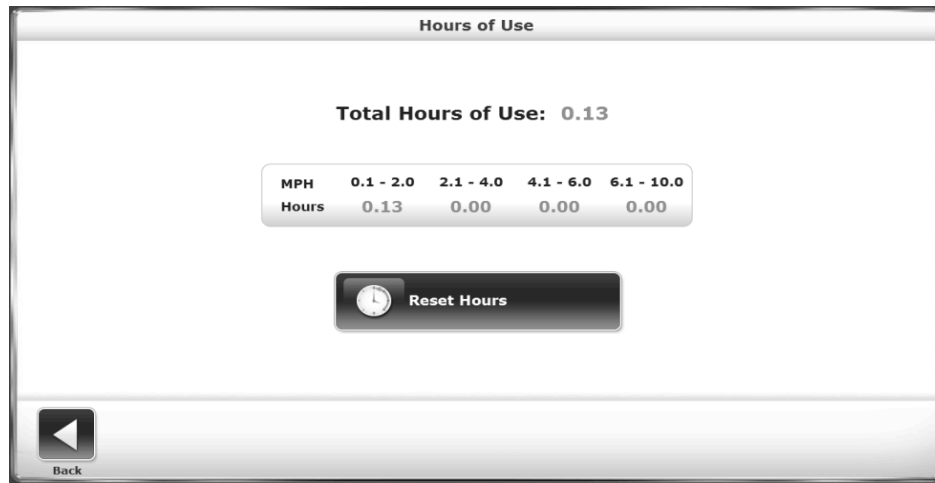 Hours of Use
Total Hours of Use: 0.13
MPH 0.1 - 2.0 2.1 - 4.0 4.1 - 6.0 6.1 - 10.0
Hours 0.13 0.00 0.00 0.00
Reset Hours
Back